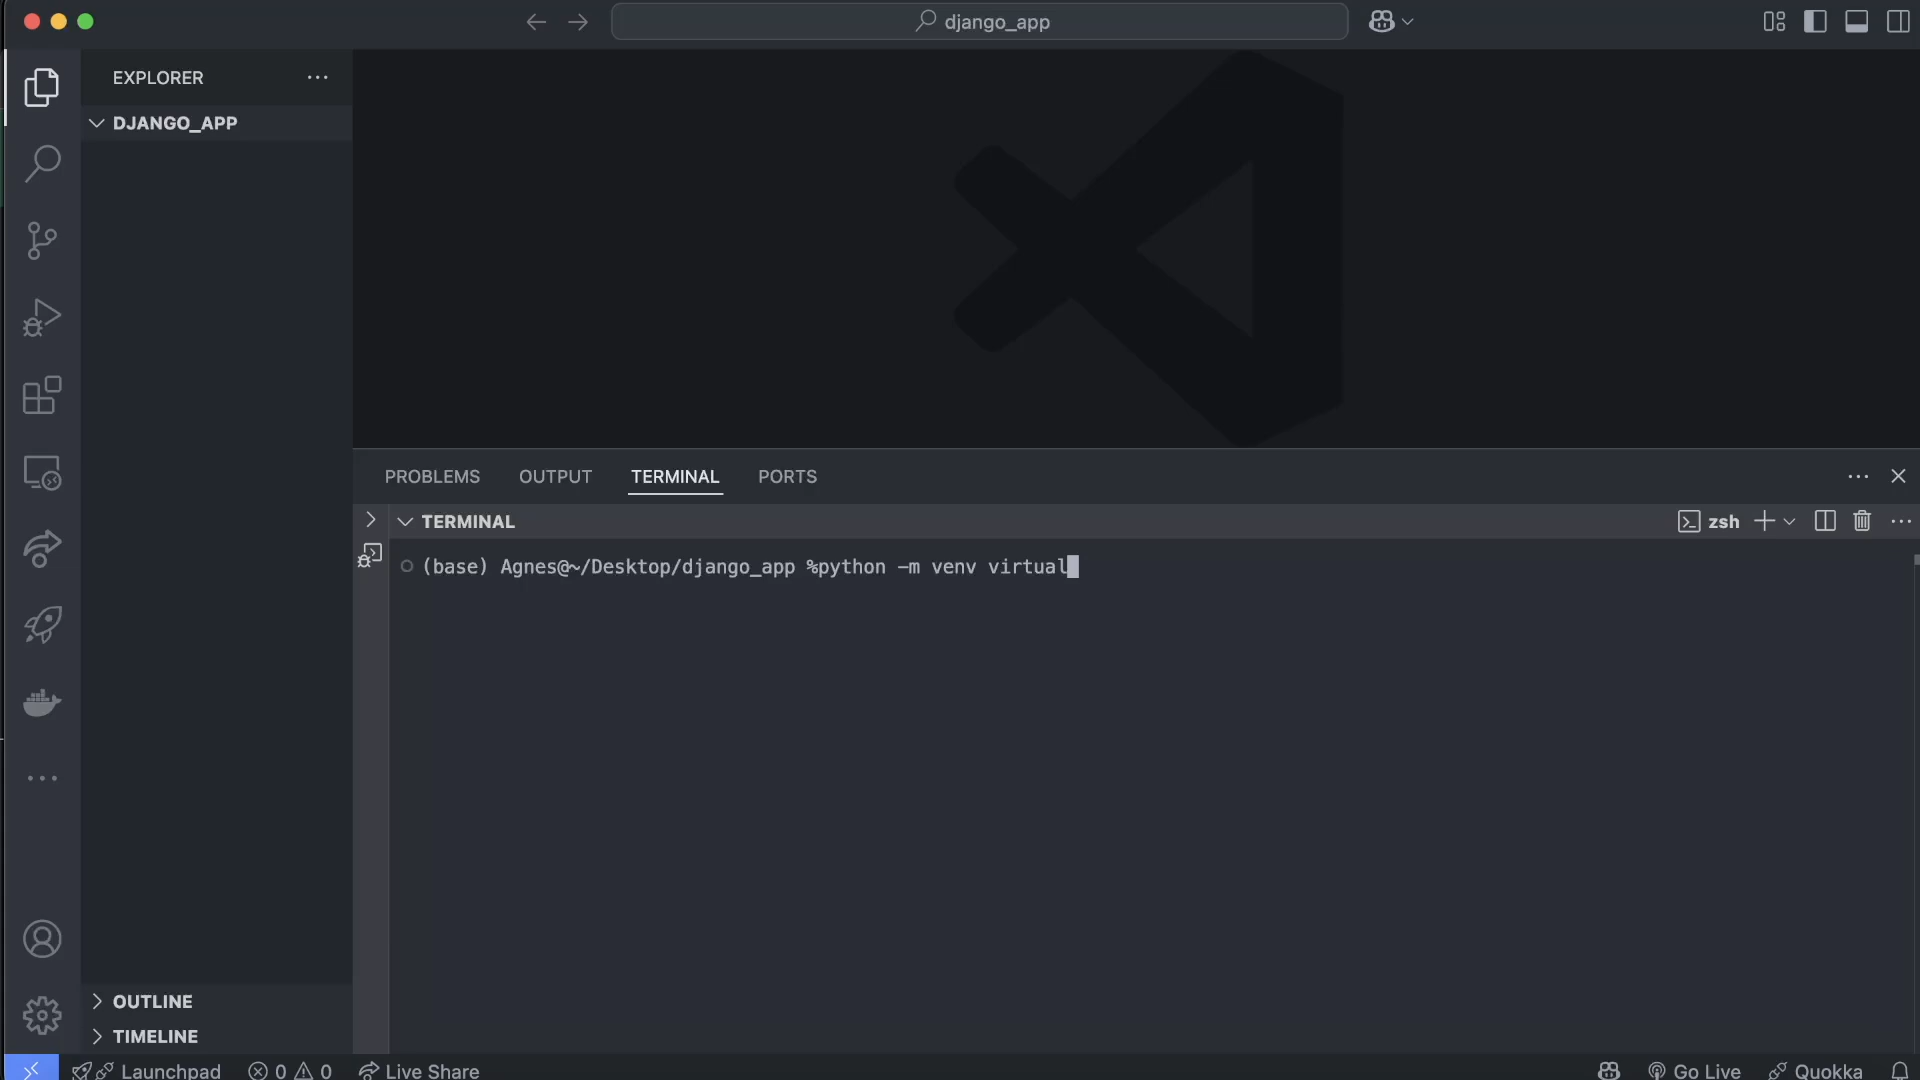 django_app
EXPLORER
DJANGO_APP
PROBLEMS OUTPUT TERMINAL PORTS
TERMINAL
zsh
(base) Agnes@~/Desktop/django_app %python -m venv virtual
OUTLINE
TIMELINE
Launchpad 0 0 Live Share
Go Live Quokka